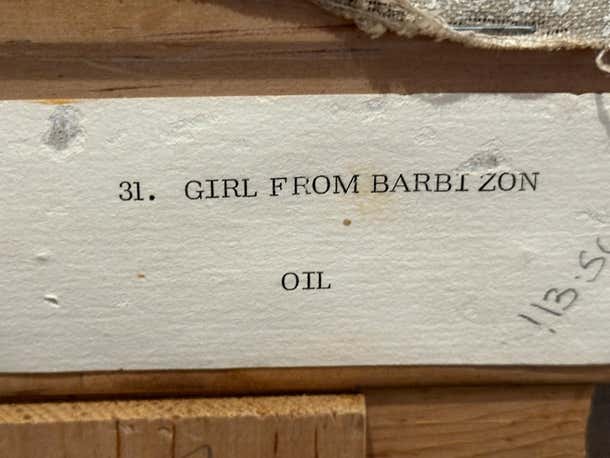 31. GIRL FROM BARBIZON
OIL